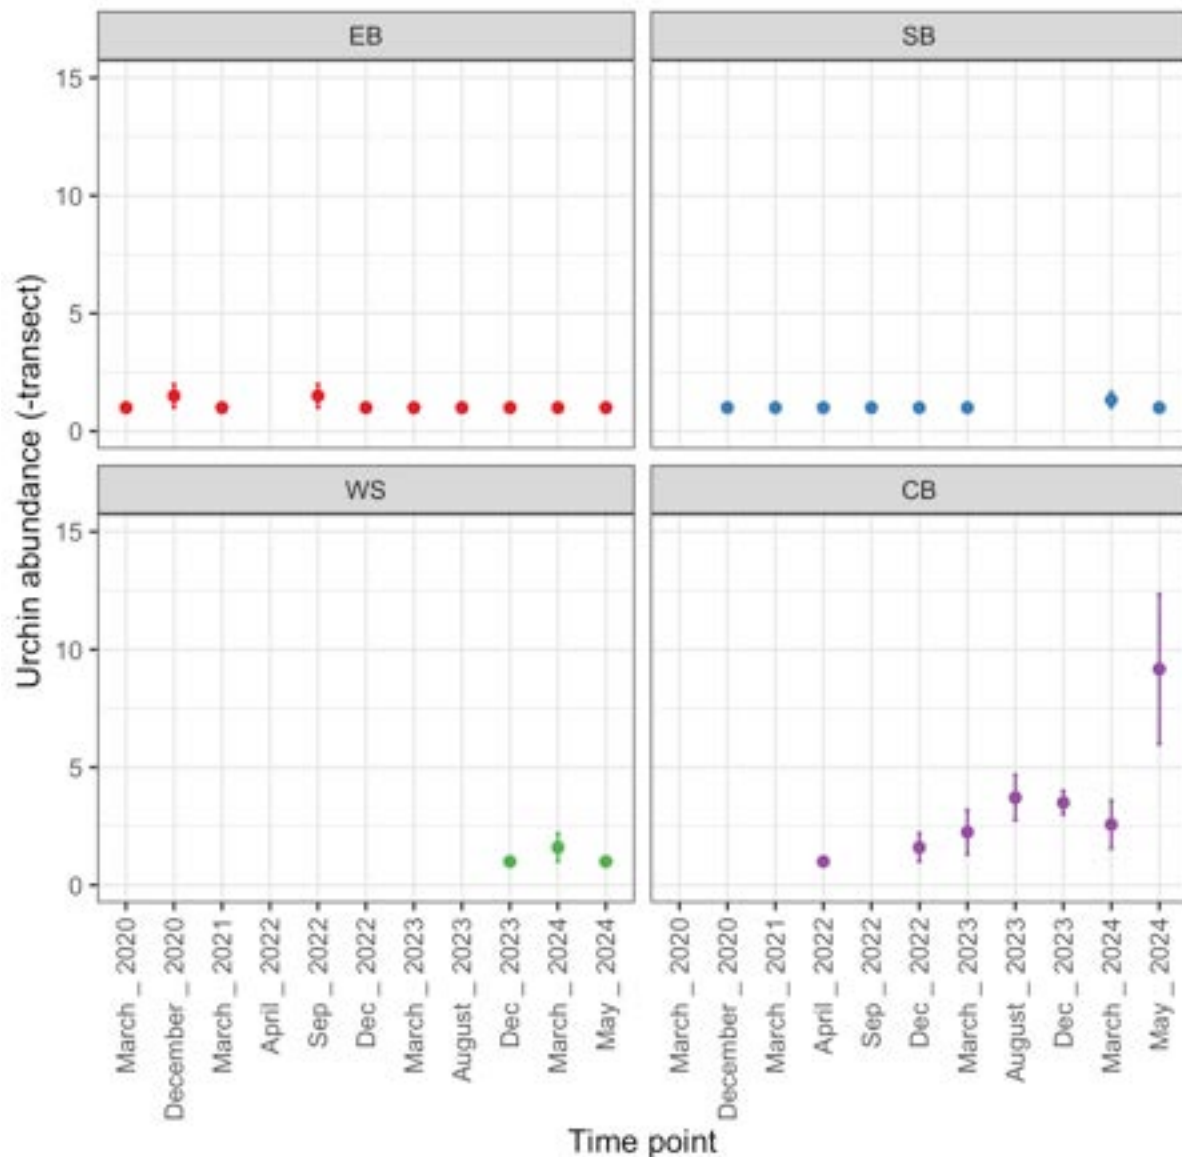 EB
SB
15
10
5
0
Urchin abundance (-transect)
WS
CB
15
10
5
0
March _ 2020
December _ 2020
March _ 2021
April _ 2022
Sep _ 2022
Dec _ 2022
March _ 2023
August _ 2023
Dec _ 2023
March _ 2024
May _ 2024
March _ 2020
December _ 2020
March _ 2021
April _ 2022
Sep _ 2022
Dec _ 2022
March _ 2023
August _ 2023
Dec _ 2023
March _ 2024
May _ 2024
Time point